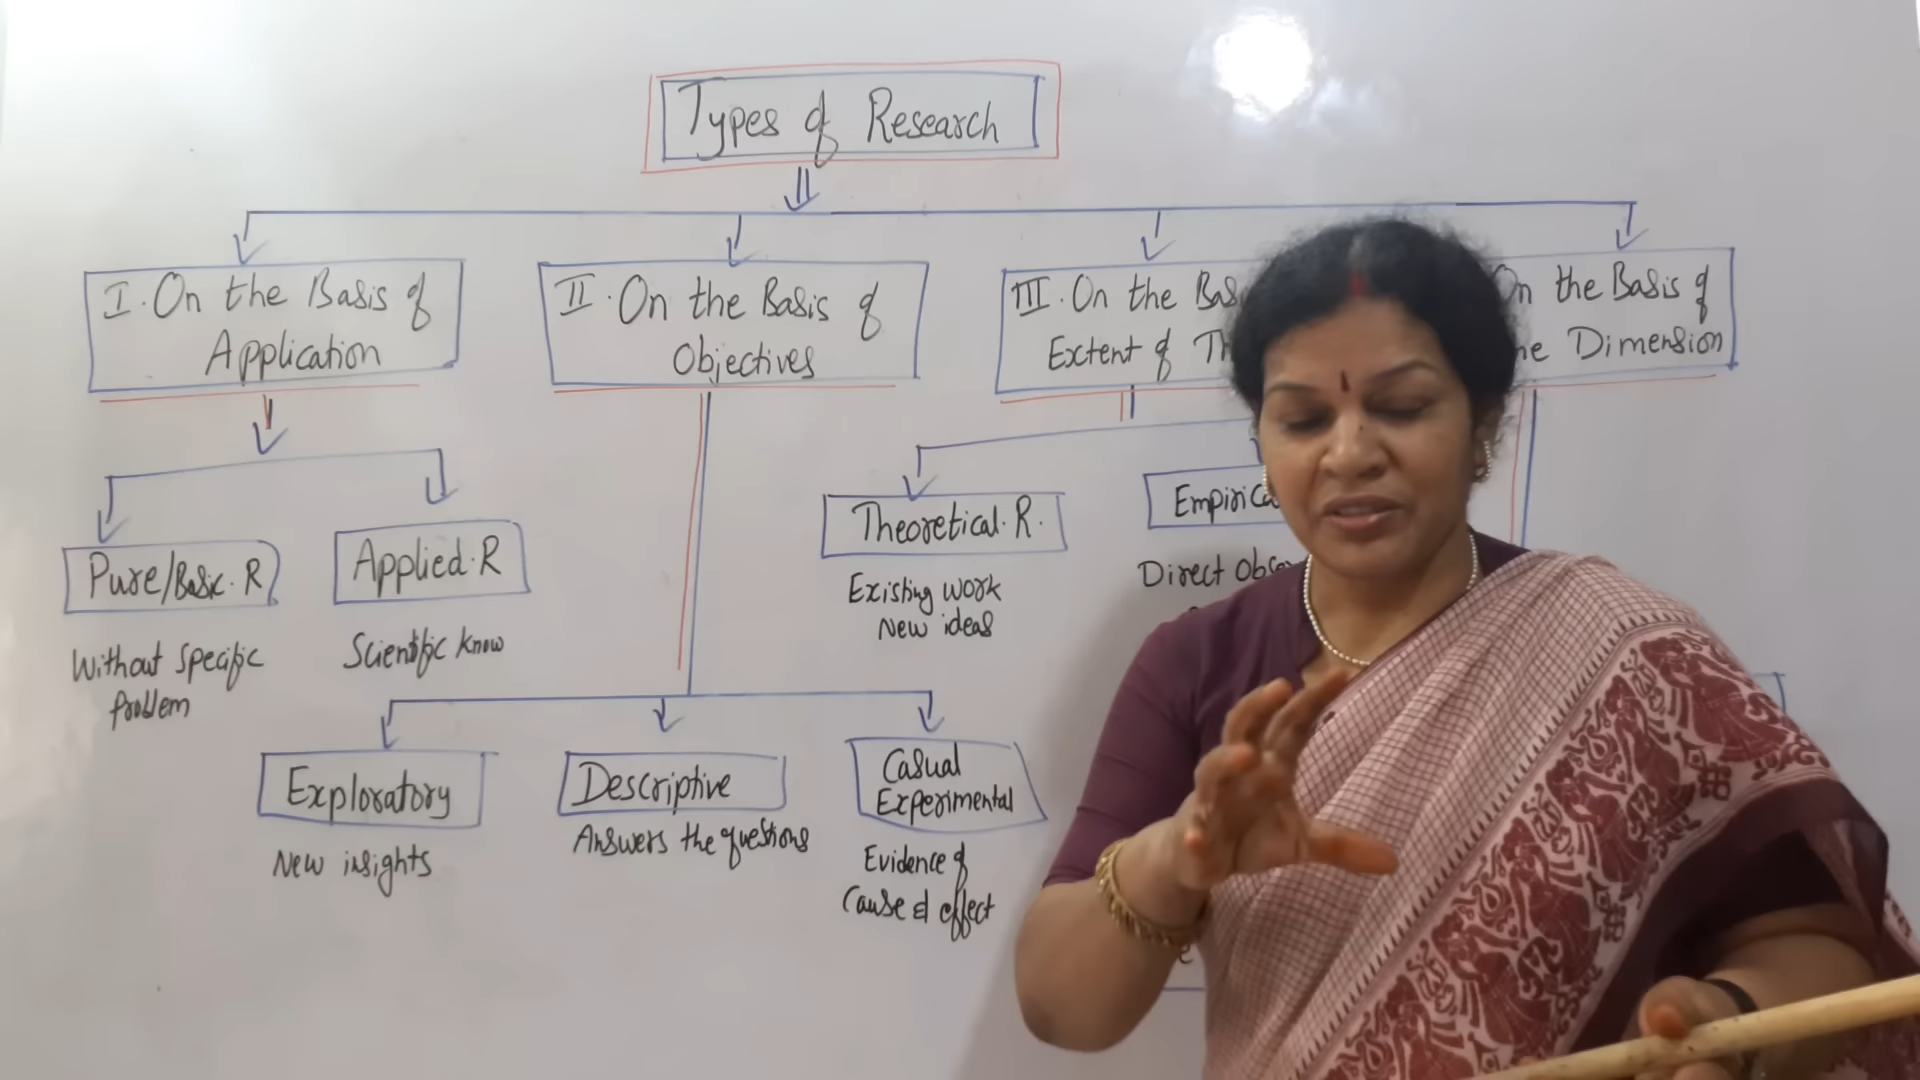 Types of Research
I. On the Basis of
Application
II. On the Basis of
Objectives
III. On the
Extent of
On the Basis of
Dimension
Pure/Basic. R
Without Specific
Problem
Applied. R
Scientific Know
Theoretical. R.
Existing work
New ideas
Direct
Exploratory
New insights
Descriptive
Answers the questions
Casual
Experimental
Evidence of
Cause & effect